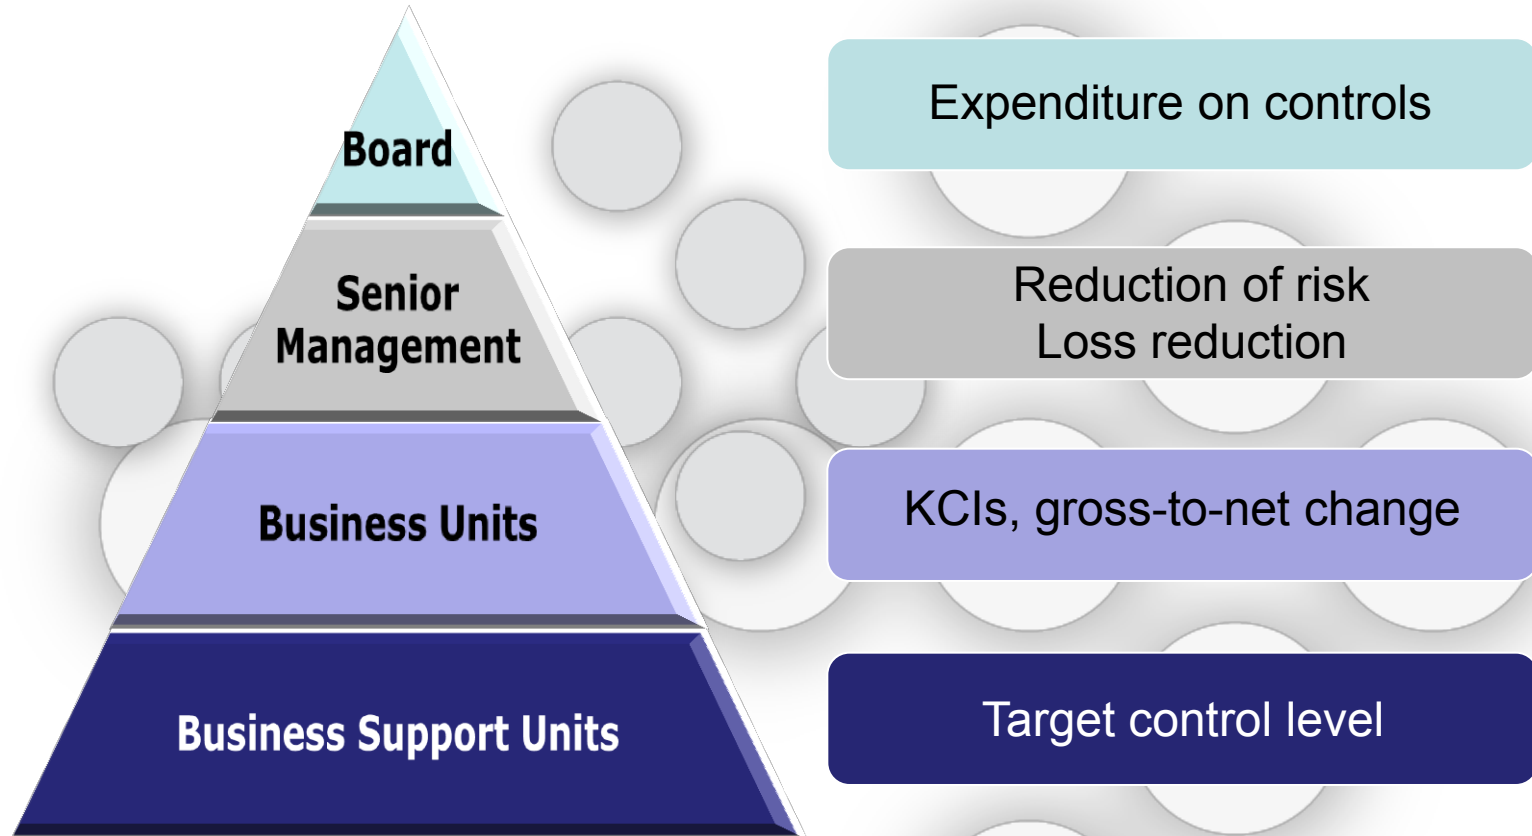 Board
Expenditure on controls
Senior
Management
Reduction of risk
Loss reduction
Business Units
KCIs, gross-to-net change
Business Support Units
Target control level